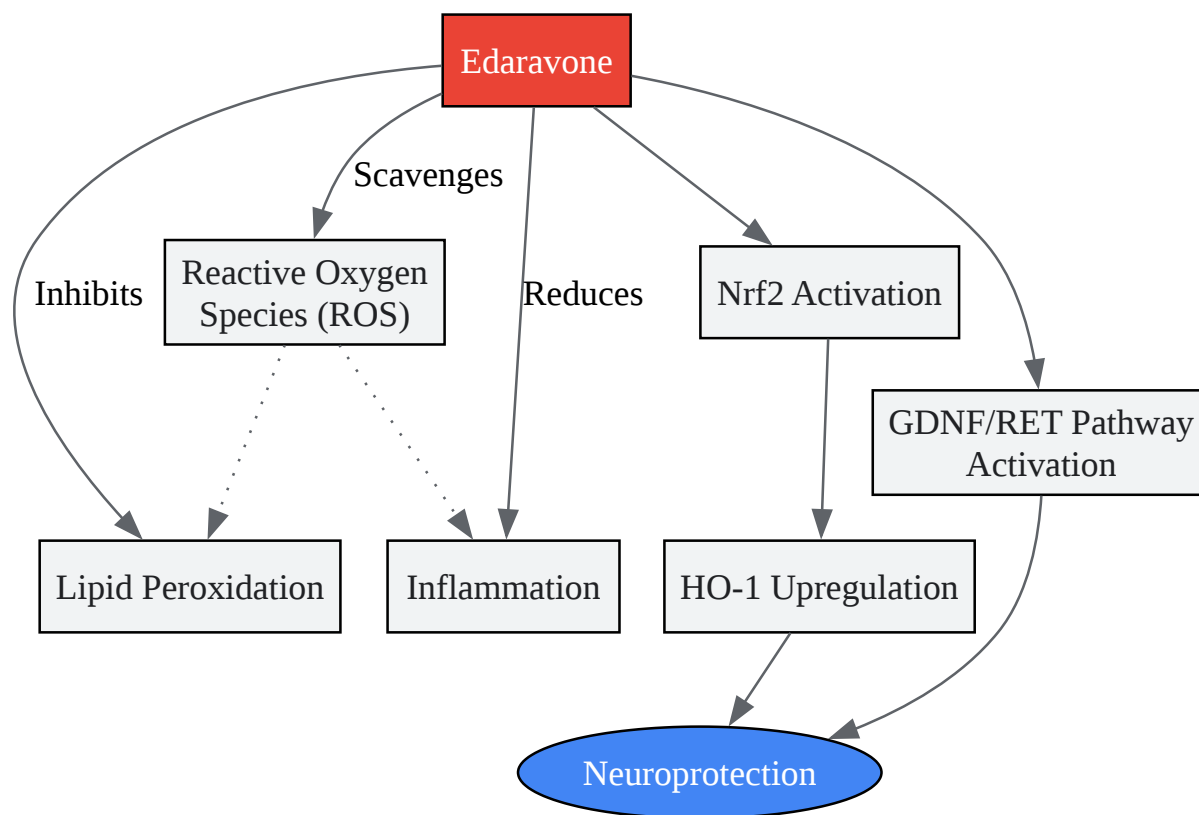 Edaravone
Scavenges
Reactive Oxygen
Species (ROS)
Inhibits
Reduces
Nrf2 Activation
GDNF/RET Pathway
Activation
Lipid Peroxidation
Inflammation
HO-1 Upregulation
Neuroprotection